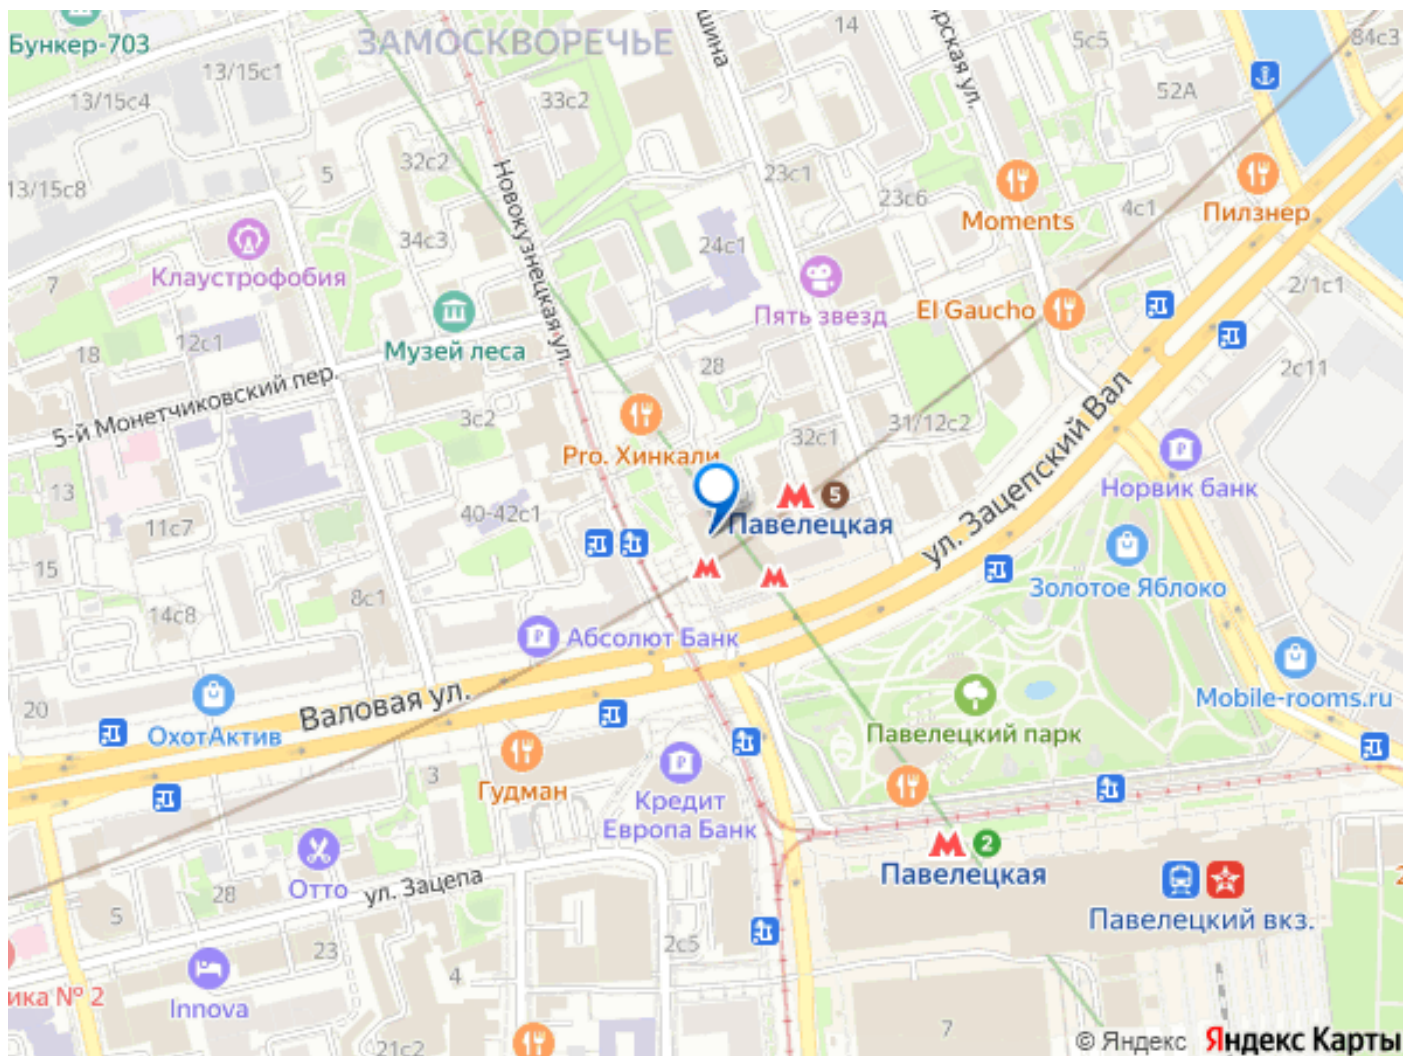 Бункер-703
ЗАМОСКВОРЕЧЬЕ
14
5с5
84с3
13/15с1
13/15с4
33с2
52А
32с2
5
13/15с8
Новокузнецкая ул.
23с1
23с6
Moments
4с1
Пилзнер
34с3
24с1
Клаустрофобия
7
2/1с1
Пять звезд
El Gaucho
Музей леса
12с1
18
28
2с11
5-й Монетчиковский пер.
3с2
31/12с2
32с1
Pro. Хинкали
ул. Зацепский Вал
Норвик банк
13
11с7
40-42с1
5
Павелецкая
15
14с8
8с1
Золотое Яблоко
Абсолют Банк
20
Валовая ул.
ОхотАктив
Mobile-rooms.ru
Павелецкий парк
3
Гудман
Кредит
Европа Банк
2
Павелецкая
Отто
ул. Зацепа
28
5
Павелецкий вкз.
23
2с5
4
ика № 2
Innova
7
21с2
© Яндекс Яндекс Карты